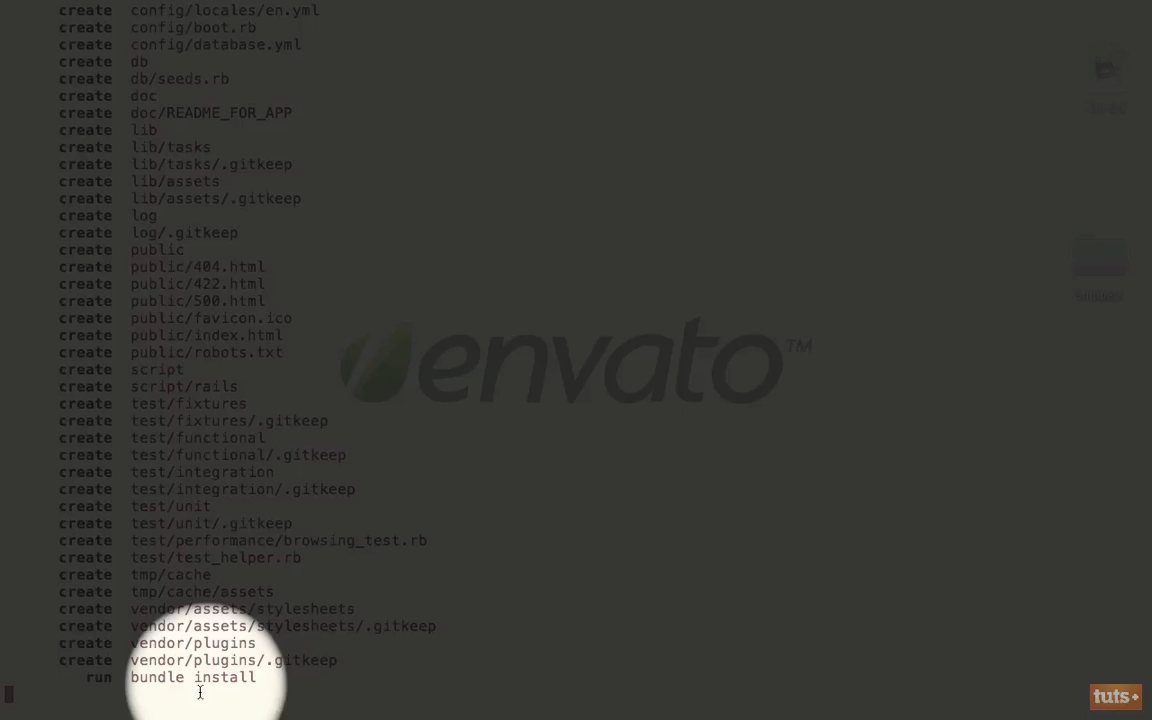 create  config/locales/en.yml
create  config/boot.rb
create  config/database.yml
create  db
create  db/seeds.rb
create  doc
create  doc/README_FOR_APP
create  lib
create  lib/tasks
create  lib/tasks/.gitkeep
create  lib/assets
create  lib/assets/.gitkeep
create  log
create  log/.gitkeep
create  public
create  public/404.html
create  public/422.html
create  public/500.html
create  public/favicon.ico
create  public/index.html
create  public/robots.txt
create  script
create  script/rails
create  test/fixtures
create  test/fixtures/.gitkeep
create  test/functional
create  test/functional/.gitkeep
create  test/integration
create  test/integration/.gitkeep
create  test/unit
create  test/unit/.gitkeep
create  test/performance/browsing_test.rb
create  test/test_helper.rb
create  tmp/cache
create  tmp/cache/assets
create  vendor/assets/stylesheets
create  vendor/assets/stylesheets/.gitkeep
create  vendor/plugins
create  vendor/plugins/.gitkeep
run  bundle install
envato™
tuts+